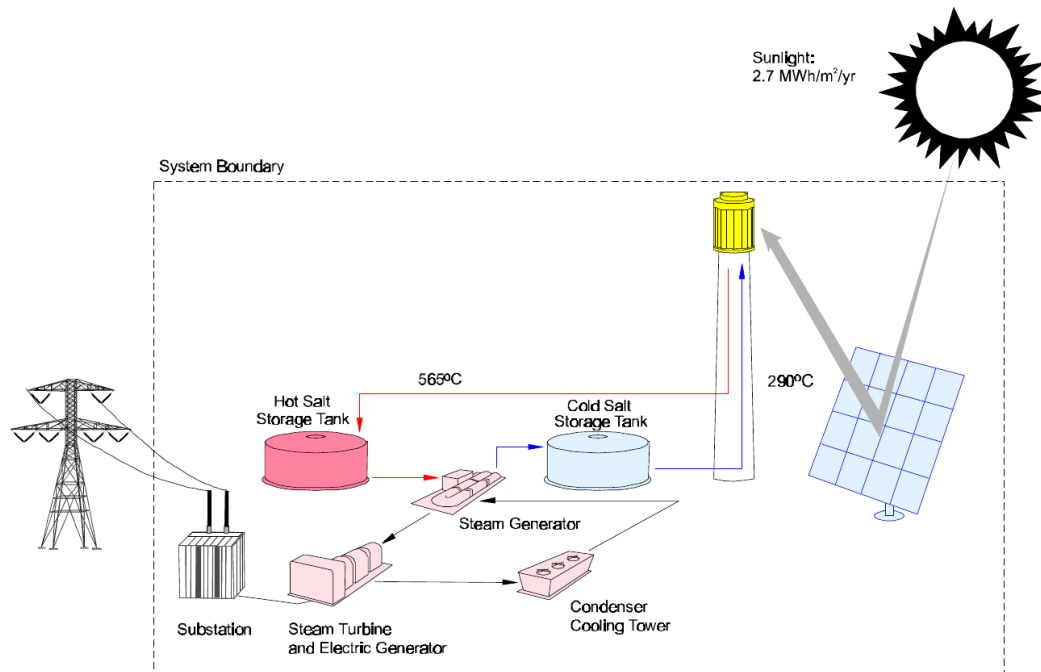 Sunlight:
2.7 MWh/m²/yr
System Boundary
565ºC
290ºC
Hot Salt
Storage Tank
Cold Salt
Storage Tank
Steam Generator
Substation
Steam Turbine
and Electric Generator
Condenser
Cooling Tower